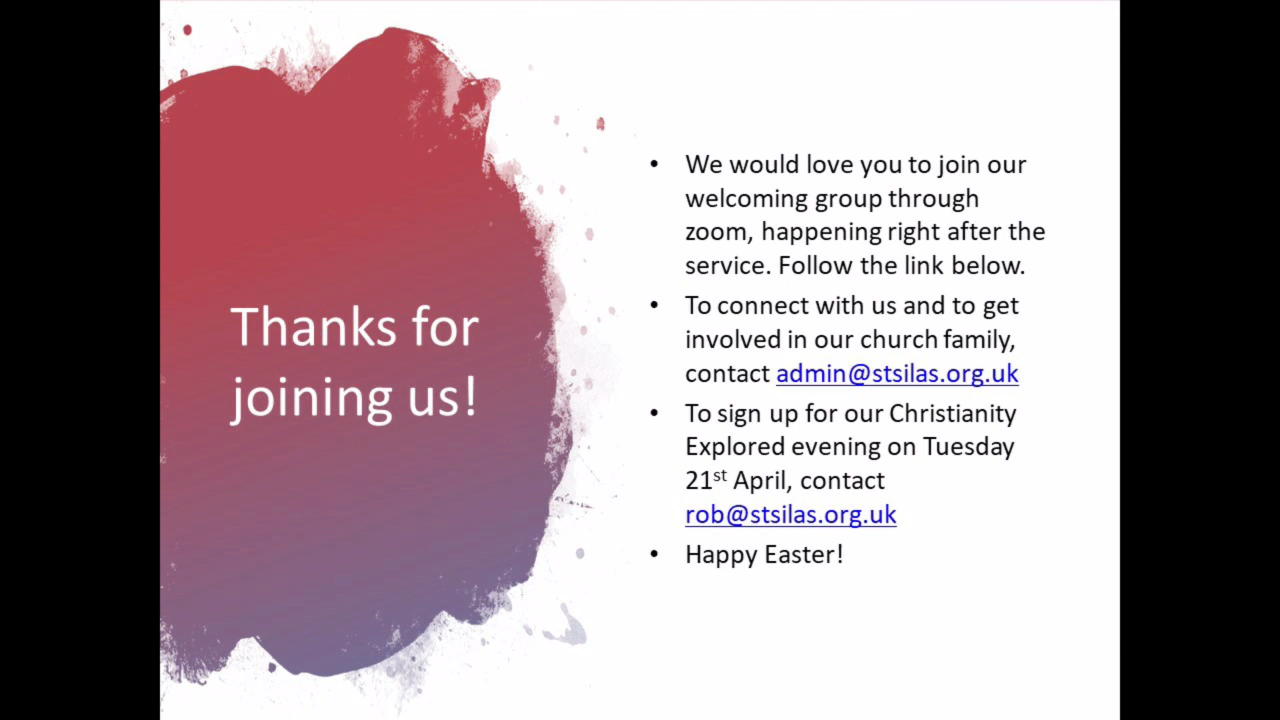 Thanks for
joining us!
• We would love you to join our
welcoming group through
zoom, happening right after the
service. Follow the link below.
• To connect with us and to get
involved in our church family,
contact admin@stsilas.org.uk
• To sign up for our Christianity
Explored evening on Tuesday
21st April, contact
rob@stsilas.org.uk
• Happy Easter!